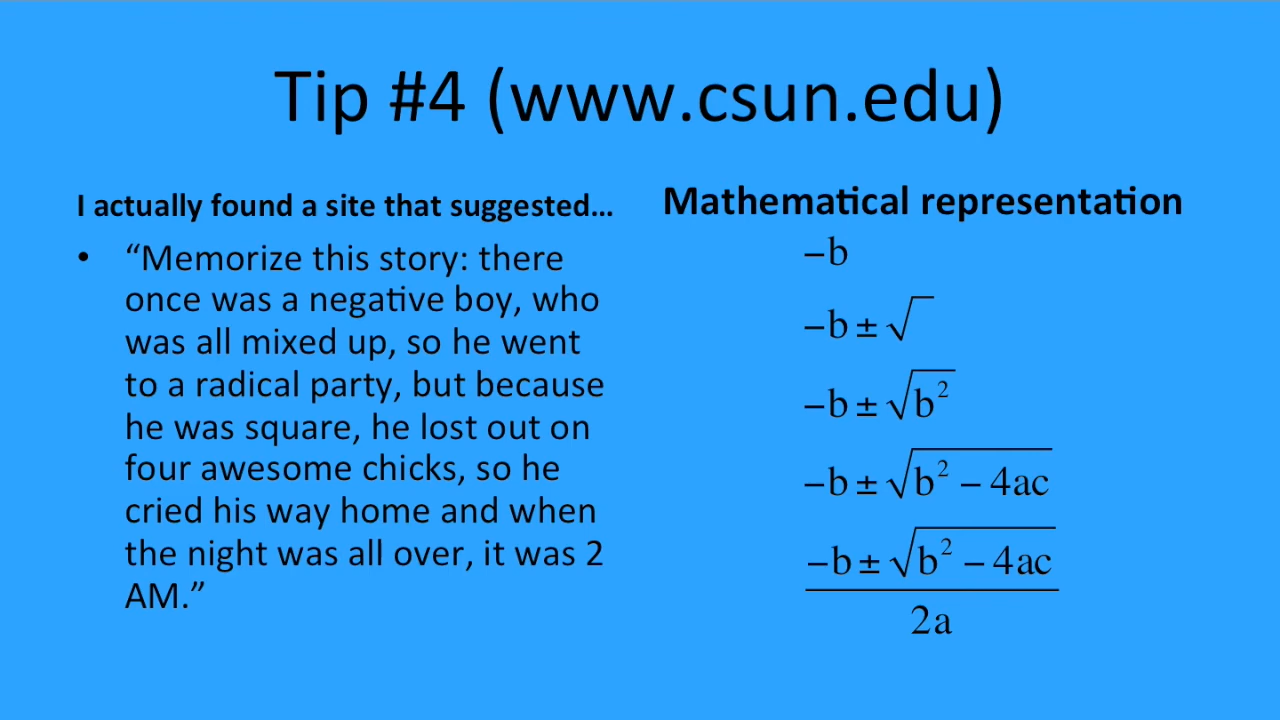 Tip #4 (www.csun.edu)
I actually found a site that suggested...
• “Memorize this story: there
once was a negative boy, who
was all mixed up, so he went
to a radical party, but because
he was square, he lost out on
four awesome chicks, so he
cried his way home and when
the night was all over, it was 2
AM.”
Mathematical representation
−b
−b ± √
−b ± √b²
−b ± √b² − 4ac
−b ± √b² − 4ac
2a